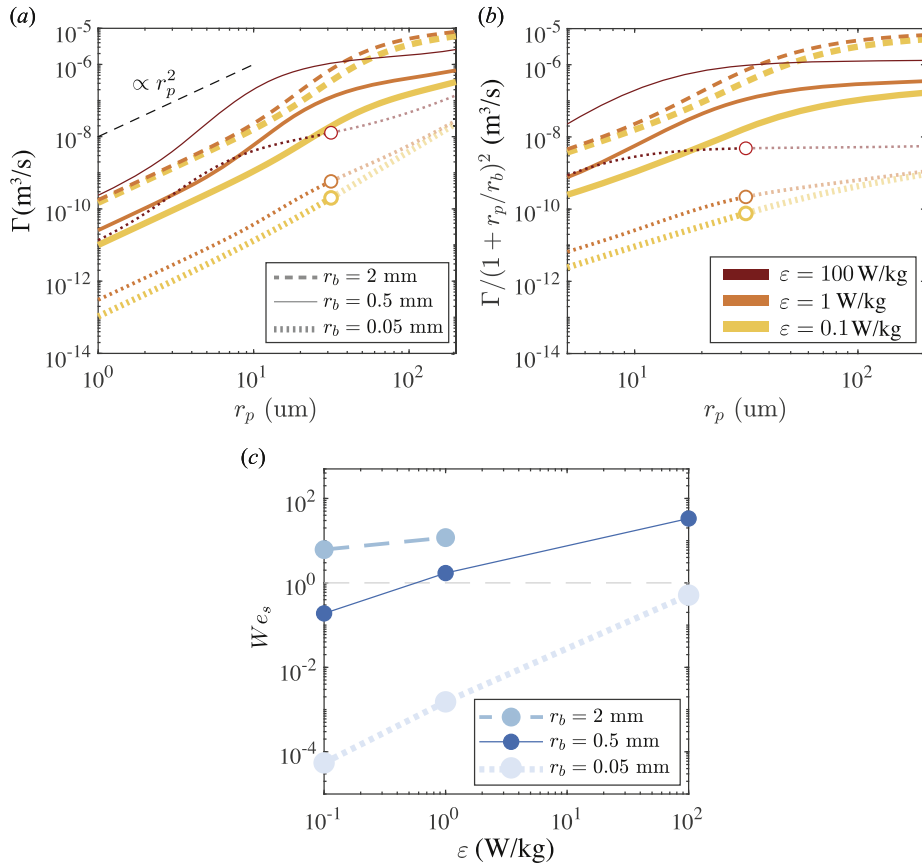 (a)
10^-5
10^-6
10^-8
10^-10
10^-12
10^-14
Γ(m³/s)
∝ r_p^2
r_b = 2 mm
r_b = 0.5 mm
r_b = 0.05 mm
10^0
10^1
10^2
r_p (um)
(b)
10^-5
10^-6
10^-8
10^-10
10^-12
10^-14
Γ/(1 + r_p/r_b)² (m³/s)
ε = 100 W/kg
ε = 1 W/kg
ε = 0.1 W/kg
10^1
10^2
r_p (um)
(c)
10^2
10^0
10^-2
10^-4
We_s
r_b = 2 mm
r_b = 0.5 mm
r_b = 0.05 mm
10^-1
10^0
10^1
10^2
ε (W/kg)